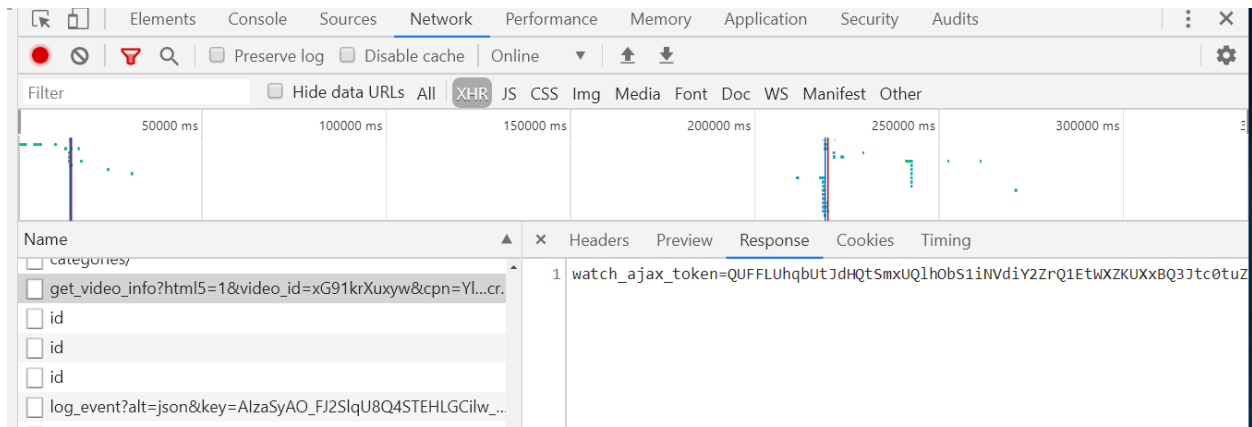 Elements Console Sources Network Performance Memory Application Security Audits
Preserve log Disable cache Online
Filter Hide data URLs All XHR JS CSS Img Media Font Doc WS Manifest Other
50000 ms 100000 ms 150000 ms 200000 ms 250000 ms 300000 ms
Name Headers Preview Response Cookies Timing
categories/
1 watch_ajax_token=QUFFLUhqbUtJdHQtSmxUQlhObS1iNVdiY2ZrQ1EtWXZKUXxBQ3Jtc0tuZ
get_video_info?html5=1&video_id=xG91krXuxyw&cpn=Yl...cr.
id
id
id
log_event?alt=json&key=AIzaSyAO_FJ2SlqU8Q4STEHLGCilw_...